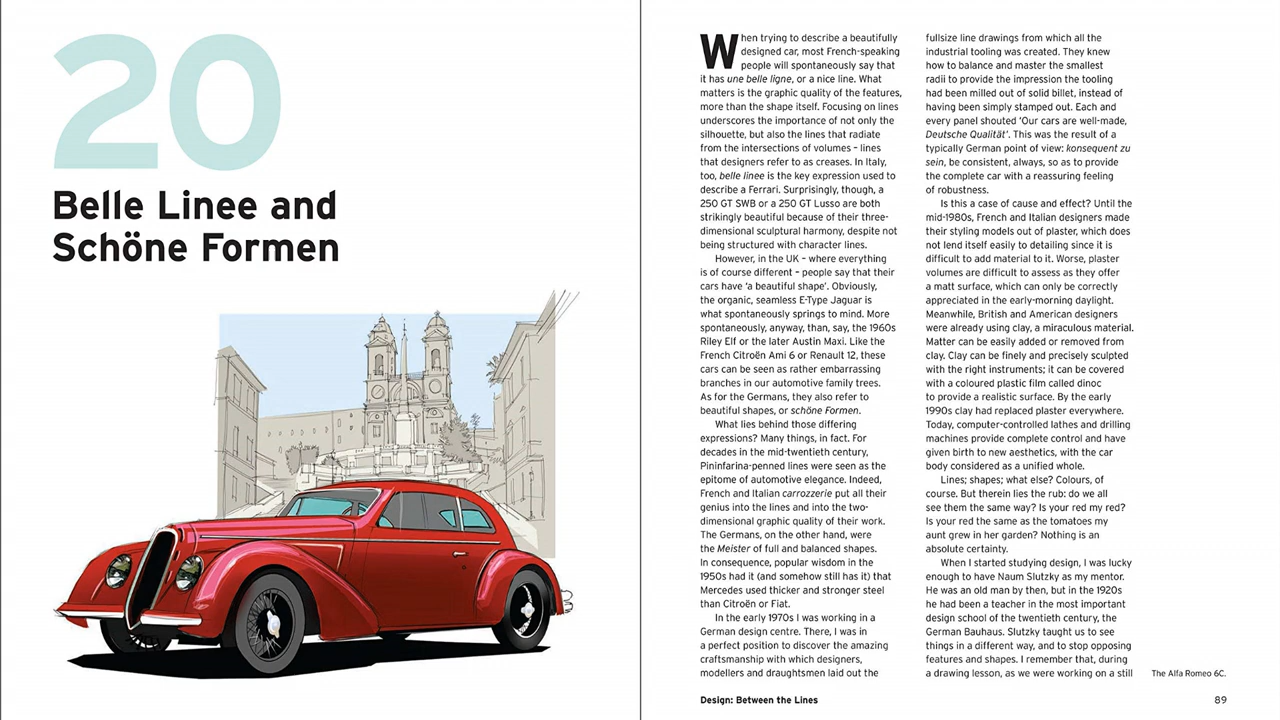 20
Belle Linee and
Schöne Formen
When trying to describe a beautifully
designed car, most French-speaking
people will spontaneously say that
it has une belle ligne, or a nice line. What
matters is the graphic quality of the features,
more than the shape itself. Focusing on lines
underscores the importance of not only the
silhouette, but also the lines that radiate
from the intersections of volumes – lines
that designers refer to as creases. In Italy,
too, belle linee is the key expression used to
describe a Ferrari. Surprisingly, though, a
250 GT SWB or a 250 GT Lusso are both
strikingly beautiful because of their three-
dimensional sculptural harmony, despite not
being structured with character lines.
However, in the UK – where everything
is of course different – people say that their
cars have ‘a beautiful shape’. Obviously,
the organic, seamless E-Type Jaguar is
what spontaneously springs to mind. More
spontaneously, anyway, than, say, the 1960s
Riley Elf or the later Austin Maxi. Like the
French Citroën Ami 6 or Renault 12, these
cars can be seen as rather embarrassing
branches in our automotive family trees.
As for the Germans, they also refer to
beautiful shapes, or schöne Formen.
What lies behind those differing
expressions? Many things, in fact. For
decades in the mid-twentieth century,
Pininfarina-penned lines were seen as the
epitome of automotive elegance. Indeed,
French and Italian carrozzerie put all their
genius into the lines and into the two-
dimensional graphic quality of their work.
The Germans, on the other hand, were
the Meister of full and balanced shapes.
In consequence, popular wisdom in the
1950s had it (and somehow still has it) that
Mercedes used thicker and stronger steel
than Citroën or Fiat.
In the early 1970s I was working in a
German design centre. There, I was in
a perfect position to discover the amazing
craftsmanship with which designers,
modellers and draughtsmen laid out the
fullsize line drawings from which all the
industrial tooling was created. They knew
how to balance and master the smallest
radii to provide the impression the tooling
had been milled out of solid billet, instead of
having been simply stamped out. Each and
every panel shouted ‘Our cars are well-made,
Deutsche Qualität’. This was the result of a
typically German point of view: konsequent zu
sein, be consistent, always, so as to provide
the complete car with a reassuring feeling
of robustness.
Is this a case of cause and effect? Until the
mid-1980s, French and Italian designers made
their styling models out of plaster, which does
not lend itself easily to detailing since it is
difficult to add material to it. Worse, plaster
volumes are difficult to assess as they offer
a matt surface, which can only be correctly
appreciated in the early-morning daylight.
Meanwhile, British and American designers
were already using clay, a miraculous material.
Matter can be easily added or removed from
clay. Clay can be finely and precisely sculpted
with the right instruments; it can be covered
with a coloured plastic film called dinoc
to provide a realistic surface. By the early
1990s clay had replaced plaster everywhere.
Today, computer-controlled lathes and drilling
machines provide complete control and have
given birth to new aesthetics, with the car
body considered as a unified whole.
Lines; shapes; what else? Colours, of
course. But therein lies the rub: do we all
see them the same way? Is your red my red?
Is your red the same as the tomatoes my
aunt grew in her garden? Nothing is an
absolute certainty.
When I started studying design, I was lucky
enough to have Naum Slutzky as my mentor.
He was an old man by then, but in the 1920s
he had been a teacher in the most important
design school of the twentieth century, the
German Bauhaus. Slutzky taught us to see
things in a different way, and to stop opposing
features and shapes. I remember that, during
a drawing lesson, as we were working on a still
The Alfa Romeo 6C.
Design: Between the Lines
89